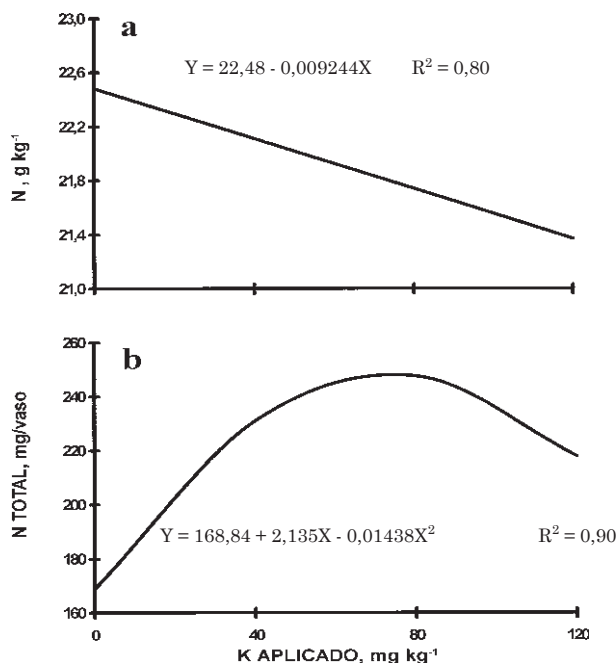 a
Y = 22,48 - 0,009244X R² = 0,80
23,0
22,6
22,2
21,8
21,4
21,0
N , g kg⁻¹
b
260
240
220
200
180
160
N TOTAL, mg/vaso
Y = 168,84 + 2,135X - 0,01438X² R² = 0,90
0 40 80 120
K APLICADO, mg kg⁻¹